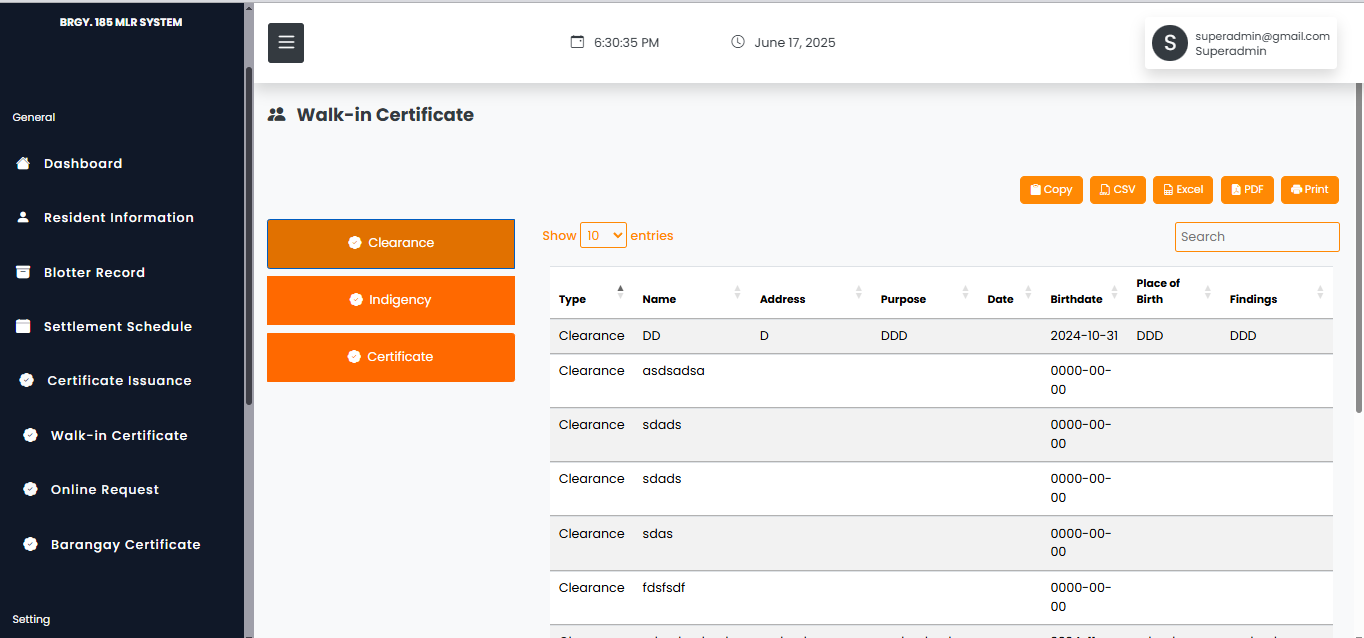 BRGY. 185 MLR SYSTEM
General
Dashboard
Resident Information
Blotter Record
Settlement Schedule
Certificate Issuance
Walk-in Certificate
Online Request
Barangay Certificate
Setting
6:30:35 PM
June 17, 2025
S
superadmin@gmail.com
Superadmin
Walk-in Certificate
Copy
CSV
Excel
PDF
Print
Clearance
Indigency
Certificate
Show 10 entries
Search
Type Name Address Purpose Date Birthdate Place of Birth Findings
Clearance DD D DDD 2024-10-31 DDD DDD
Clearance asdsadsa 0000-00-
00
Clearance sdads 0000-00-
00
Clearance sdads 0000-00-
00
Clearance sdas 0000-00-
00
Clearance fdsfsdf 0000-00-
00